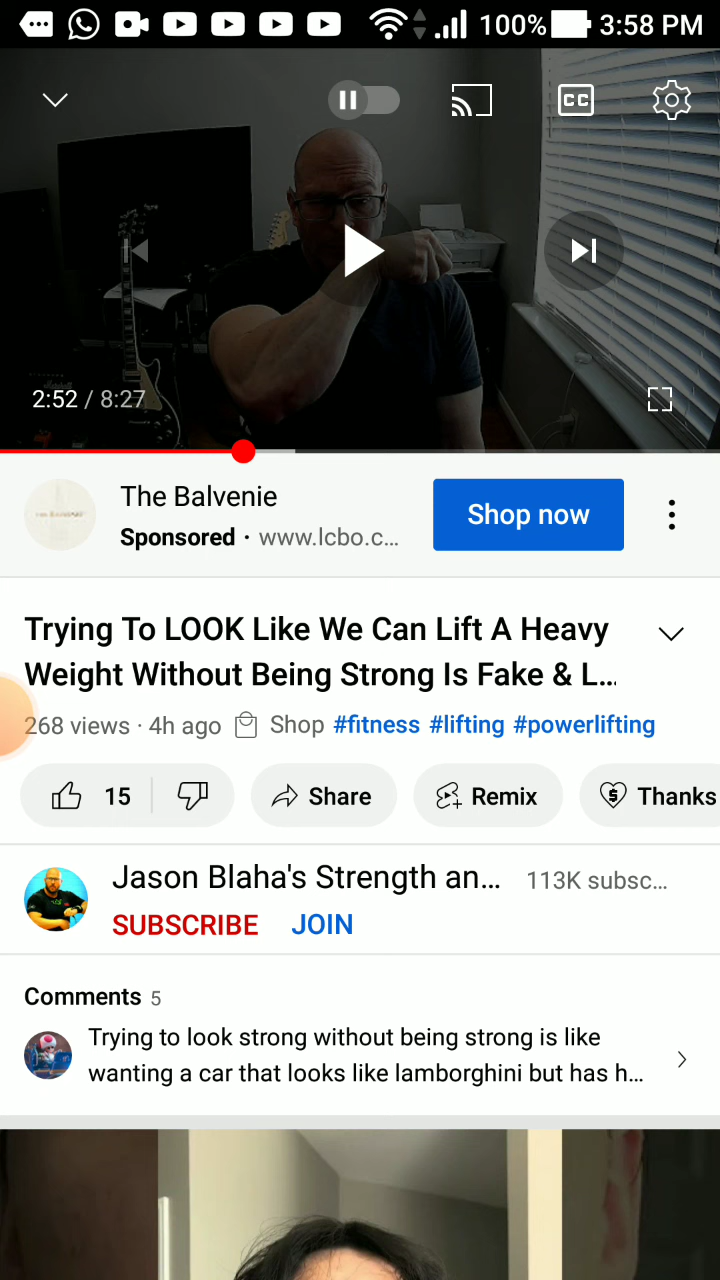 100% 3:58 PM
CC
2:52 / 8:27
The Balvenie
Sponsored · www.lcbo.c...
Shop now
Trying To LOOK Like We Can Lift A Heavy
Weight Without Being Strong Is Fake & L...
268 views · 4h ago Shop #fitness #lifting #powerlifting
15 Share Remix Thanks
Jason Blaha's Strength an... 113K subsc...
SUBSCRIBE JOIN
Comments 5
Trying to look strong without being strong is like
wanting a car that looks like lamborghini but has h...